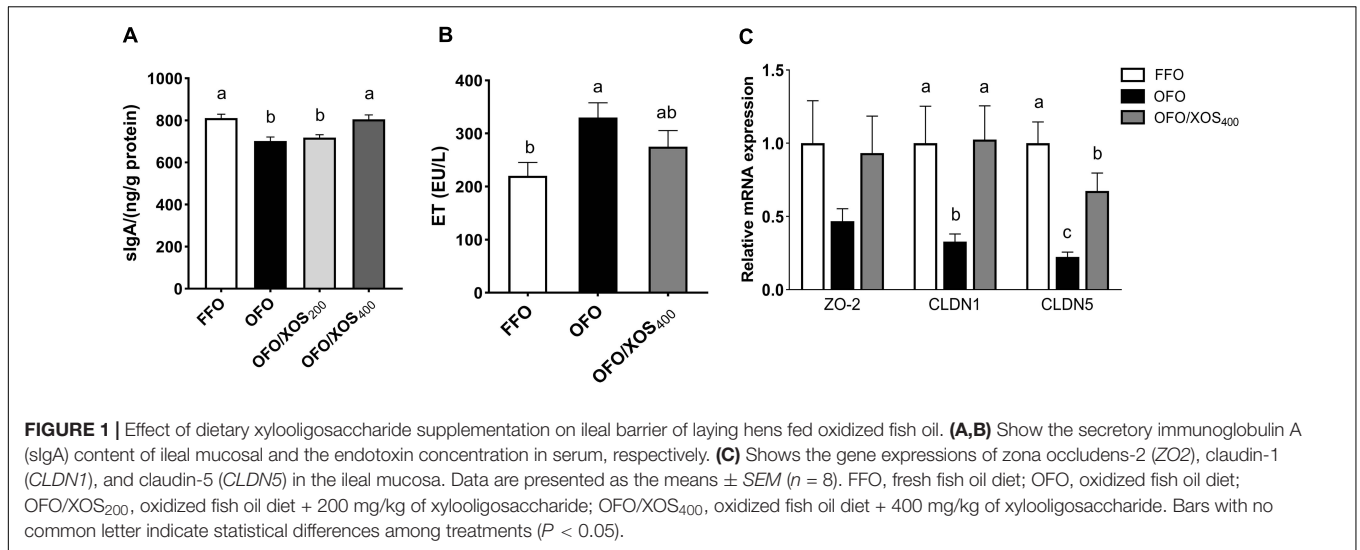 A
sIgA/(ng/g protein)
1000
800
600
400
200
0
a
b
b
a
FFO
OFO
OFO/XOS200
OFO/XOS400
B
ET (EU/L)
400
300
200
100
0
b
a
ab
FFO
OFO
OFO/XOS400
C
Relative mRNA expression
1.5
1.0
0.5
0.0
a
b
a
a
c
b
ZO-2
CLDN1
CLDN5
FFO
OFO
OFO/XOS400
FIGURE 1 | Effect of dietary xylooligosaccharide supplementation on ileal barrier of laying hens fed oxidized fish oil. (A,B) Show the secretory immunoglobulin A
(sIgA) content of ileal mucosal and the endotoxin concentration in serum, respectively. (C) Shows the gene expressions of zona occludens-2 (ZO2), claudin-1
(CLDN1), and claudin-5 (CLDN5) in the ileal mucosa. Data are presented as the means ± SEM (n = 8). FFO, fresh fish oil diet; OFO, oxidized fish oil diet;
OFO/XOS200, oxidized fish oil diet + 200 mg/kg of xylooligosaccharide; OFO/XOS400, oxidized fish oil diet + 400 mg/kg of xylooligosaccharide. Bars with no
common letter indicate statistical differences among treatments (P < 0.05).